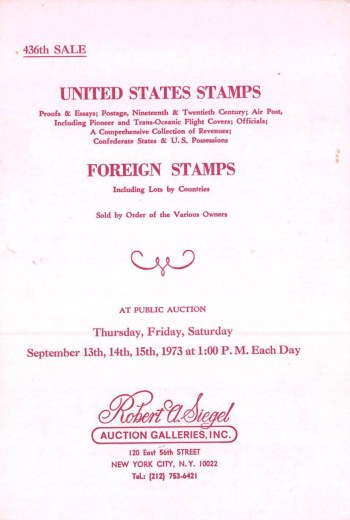 436th SALE
UNITED STATES STAMPS
Proofs & Essays; Postage, Nineteenth & Twentieth Century; Air Post,
Including Pioneer and Trans-Oceanic Flight Covers; Officials;
A Comprehensive Collection of Revenues;
Confederate States & U. S. Possessions
FOREIGN STAMPS
Including Lots by Countries
Sold by Order of the Various Owners
AT PUBLIC AUCTION
Thursday, Friday, Saturday
September 13th, 14th, 15th, 1973 at 1:00 P. M. Each Day
Robert A. Siegel
AUCTION GALLERIES, INC.
120 East 56th STREET
NEW YORK CITY, N. Y. 10022
Tel.: (212) 753-6421